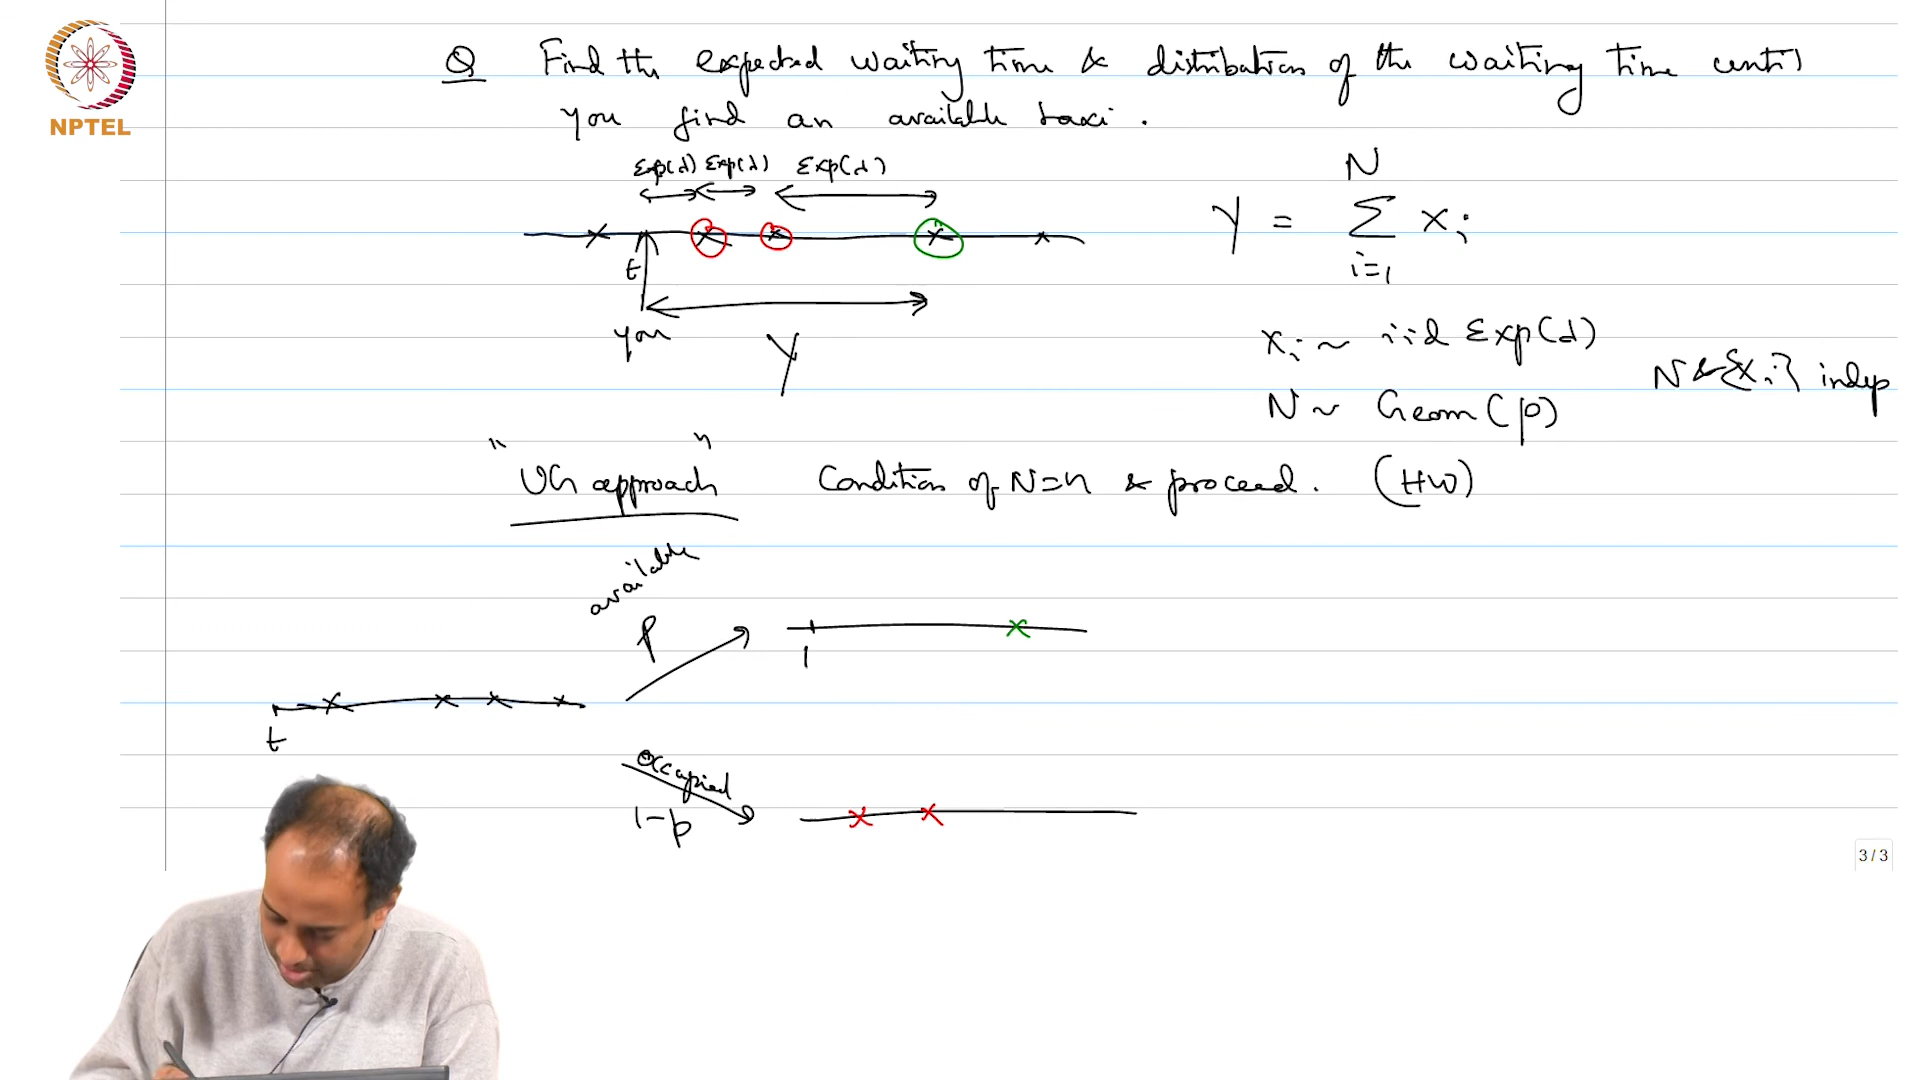 Q Find the expected waiting time & distribution of the waiting time until
you find an available taxi.
Exp(λ) Exp(λ) Exp(λ)
t
you
Y
Y = N Σ i=1 Xi
Xi ~ iid Exp(λ)
N ~ Geom(p)
N & {Xi} indep
"UG approach" Condition of N=n & proceed. (HW)
available
p
t
occupied
1-p
NPTEL
3 / 3